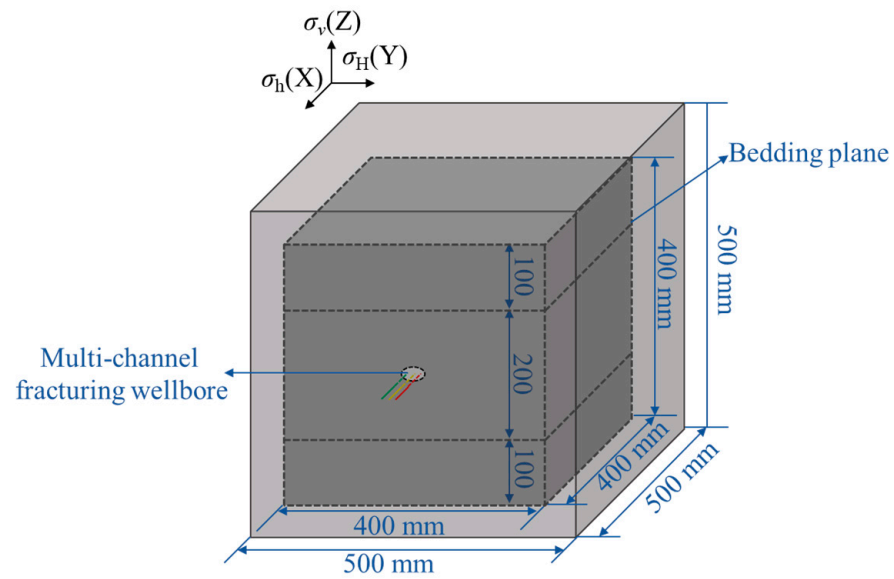 σv(Z)
σH(Y)
σh(X)
Bedding plane
100
400 mm
500 mm
Multi-channel
fracturing wellbore
200
100
400 mm
500 mm
400 mm
500 mm